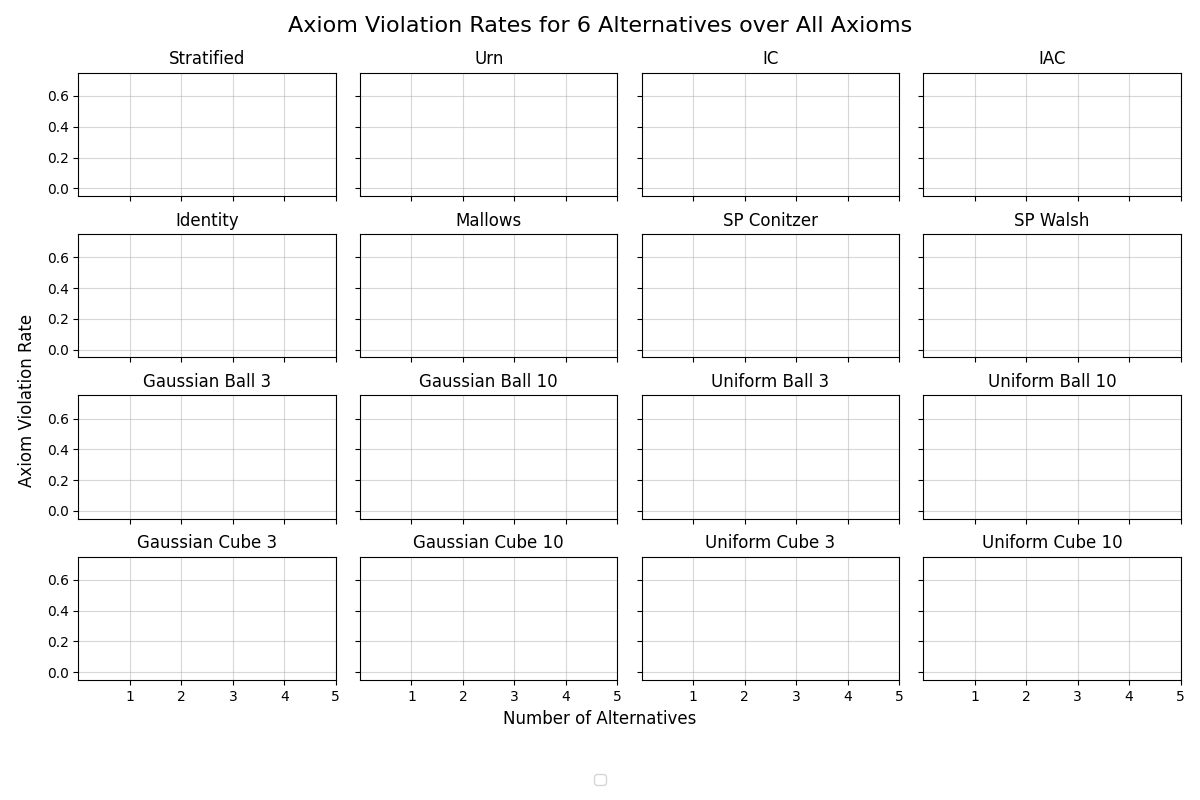 Axiom Violation Rates for 6 Alternatives over All Axioms
Stratified
Urn
IC
IAC
0.6
0.4
0.2
0.0
Identity
Mallows
SP Conitzer
SP Walsh
0.6
0.4
0.2
0.0
Axiom Violation Rate
Gaussian Ball 3
Gaussian Ball 10
Uniform Ball 3
Uniform Ball 10
0.6
0.4
0.2
0.0
Gaussian Cube 3
Gaussian Cube 10
Uniform Cube 3
Uniform Cube 10
0.6
0.4
0.2
0.0
1 2 3 4 5
1 2 3 4 5
1 2 3 4 5
1 2 3 4 5
Number of Alternatives